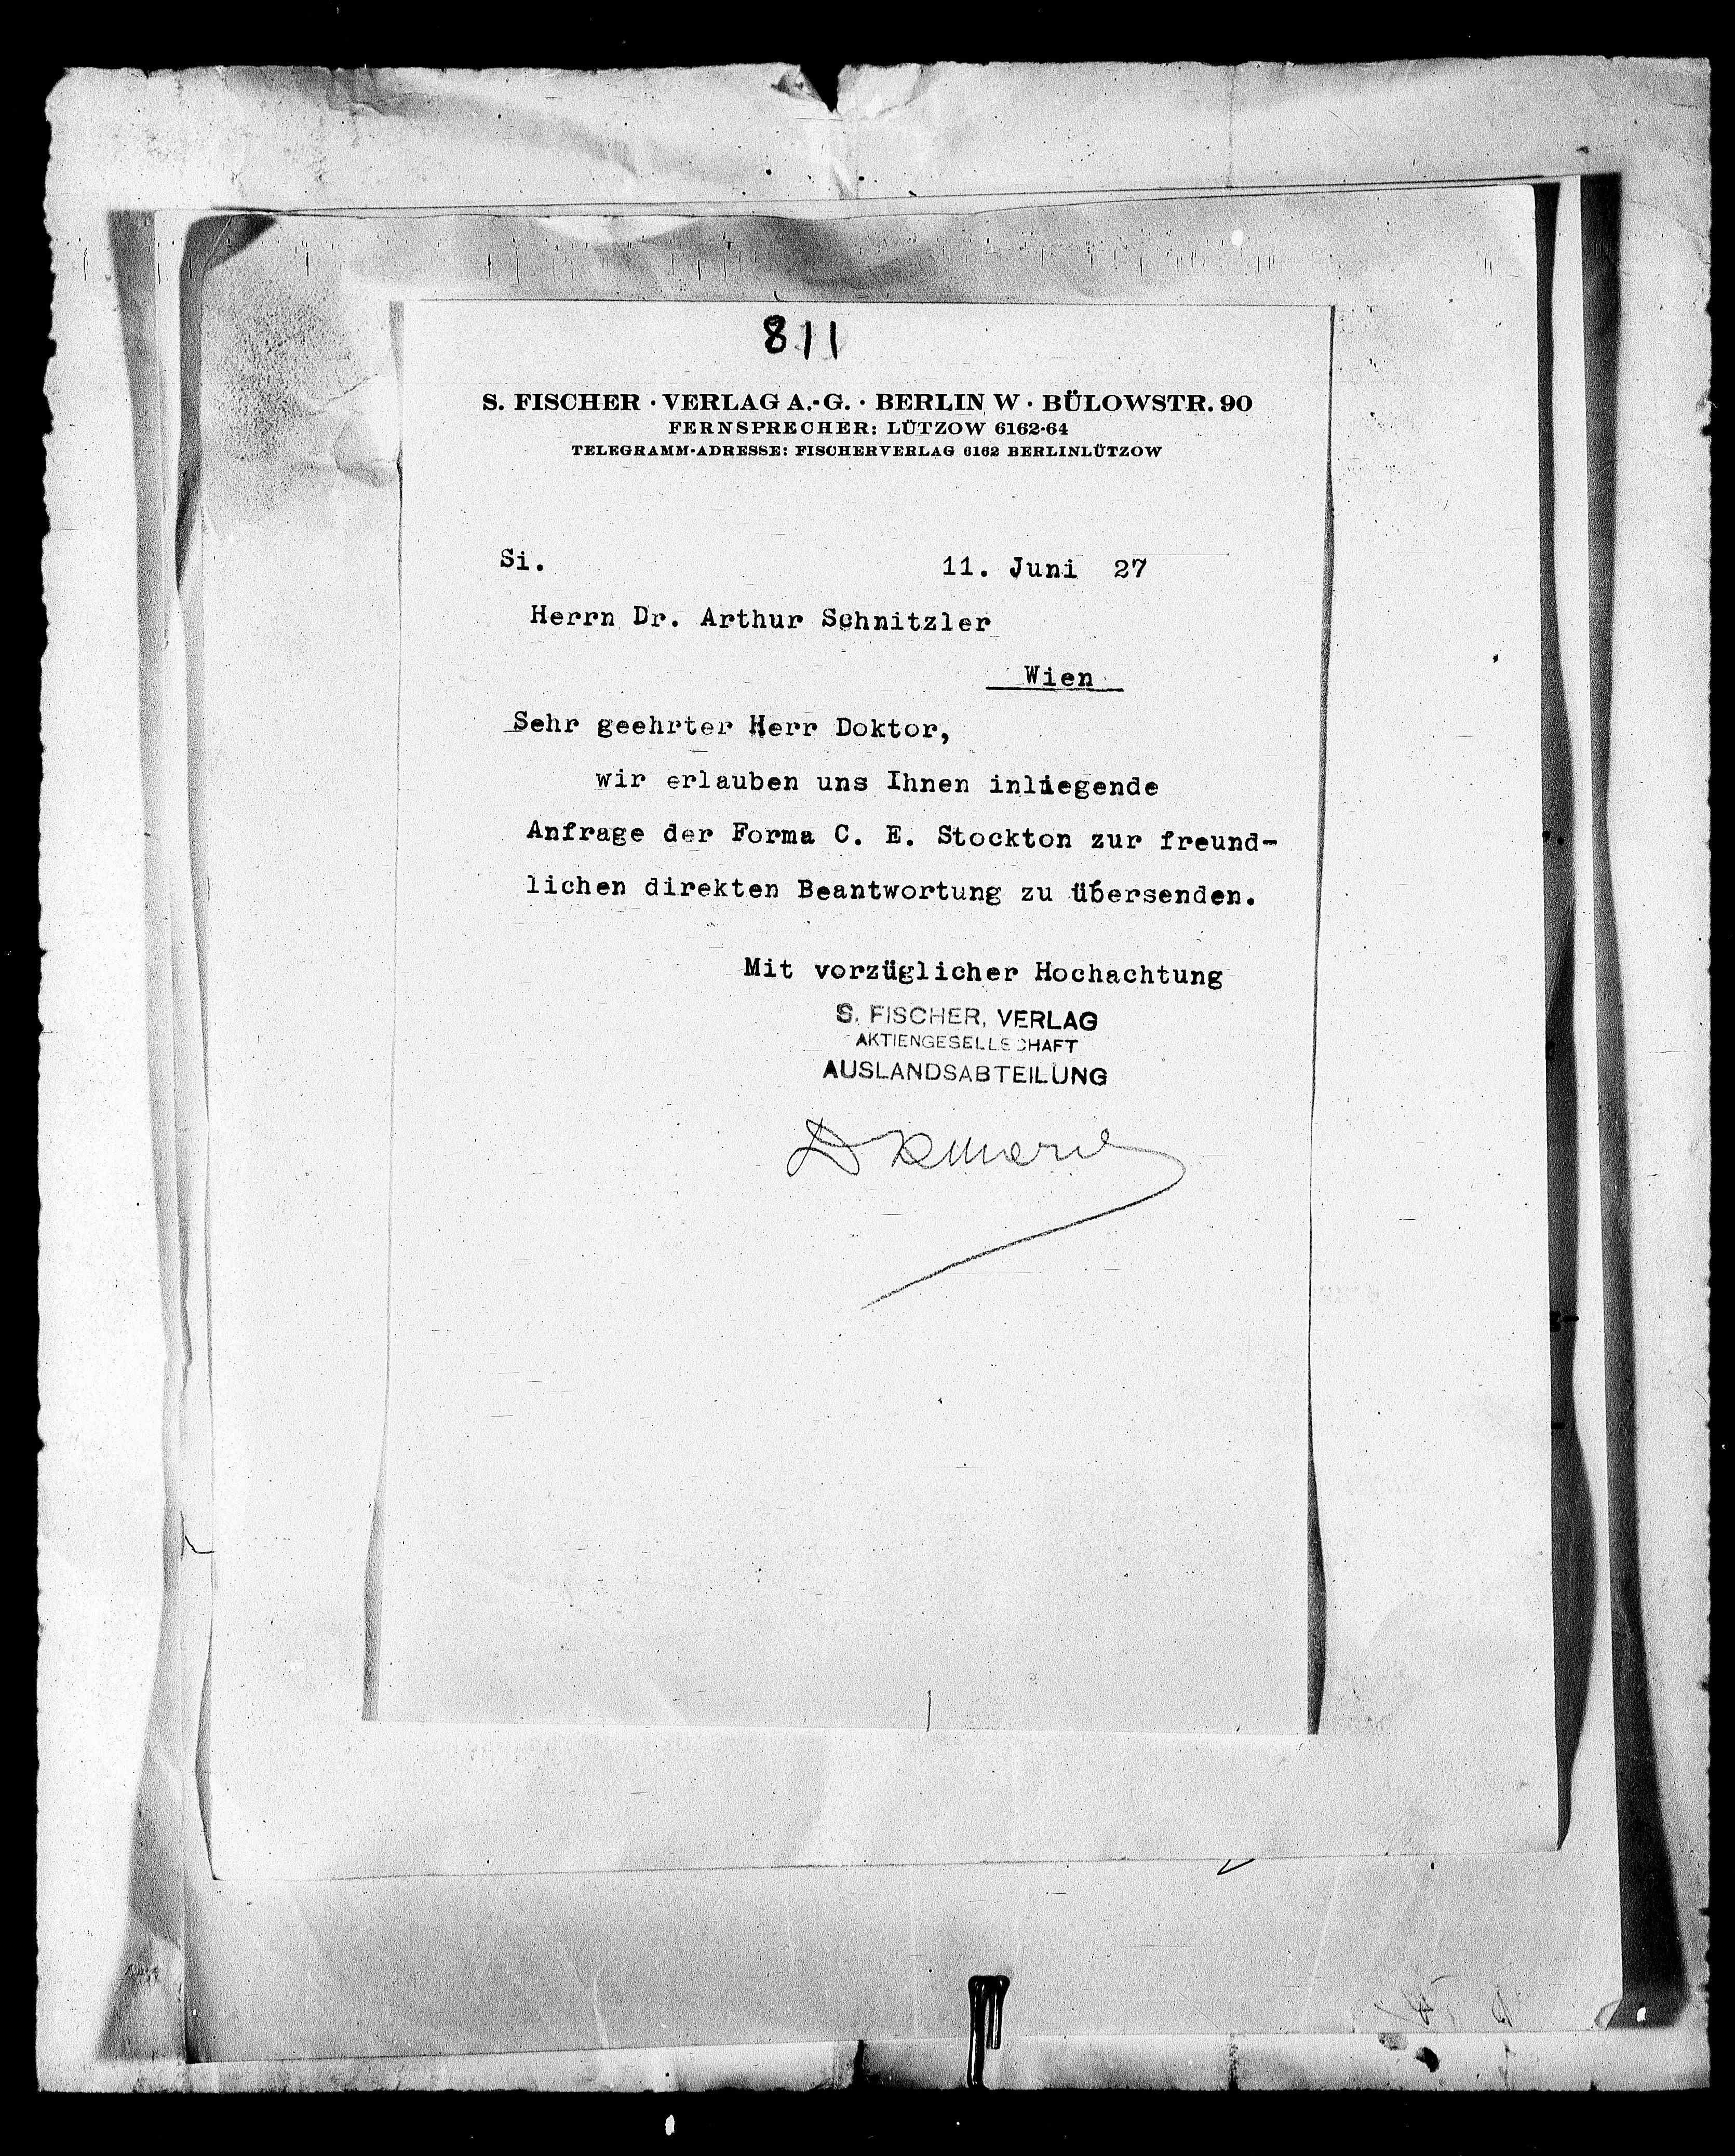 811
S. FISCHER · VERLAG A.-G. · BERLIN W · BÜLOWSTR. 90
FERNSPRECHER: LÜTZOW 6162-64
TELEGRAMM-ADRESSE: FISCHERVERLAG 6162 BERLINLÜTZOW
Si. 11. Juni 27
Herrn Dr. Arthur Schnitzler
Wien
Sehr geehrter Herr Doktor,
wir erlauben uns Ihnen inliegende
Anfrage der Forma C. E. Stockton zur freund-
lichen direkten Beantwortung zu übersenden.
Mit vorzüglicher Hochachtung
S. FISCHER, VERLAG
AKTIENGESELLSCHAFT
AUSLANDSABTEILUNG